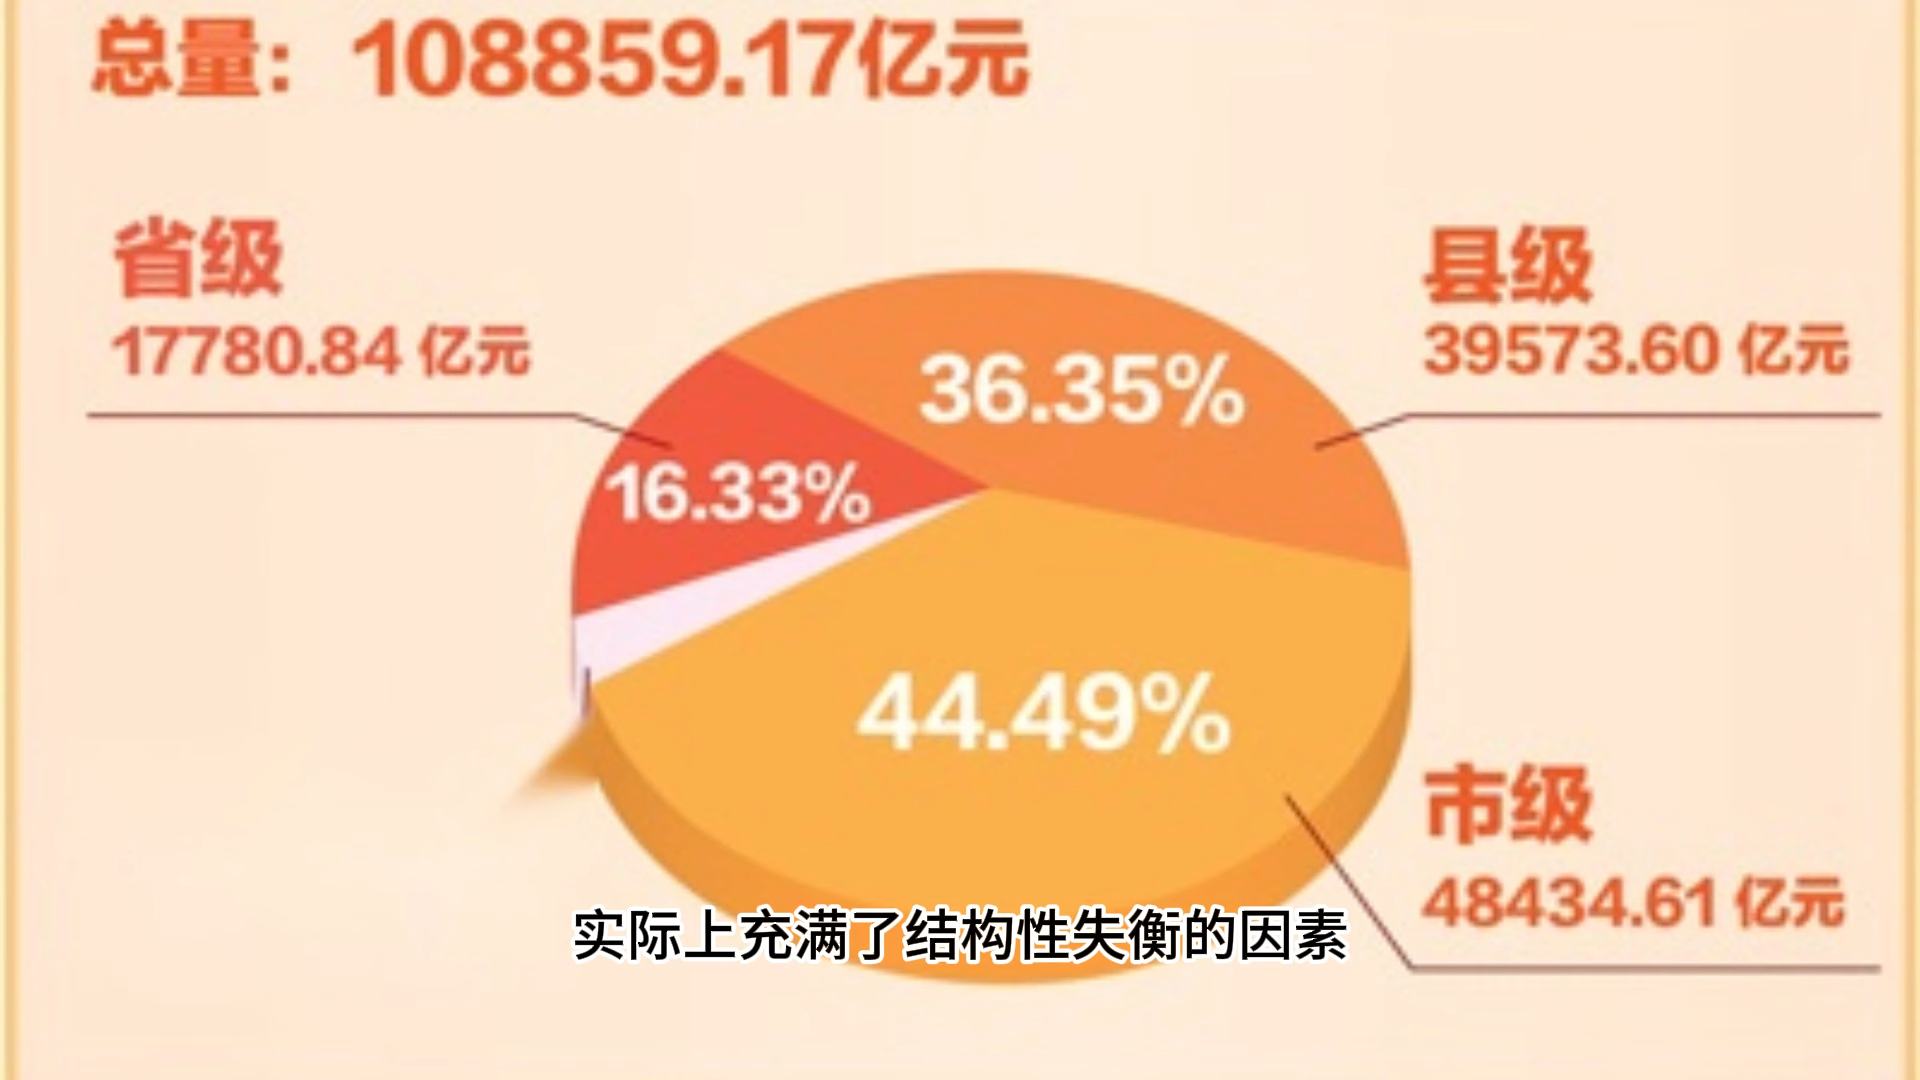 总量：108859.17亿元
省级
17780.84 亿元
县级
39573.60 亿元
36.35%
16.33%
44.49%
市级
48434.61 亿元
实际上充满了结构性失衡的因素